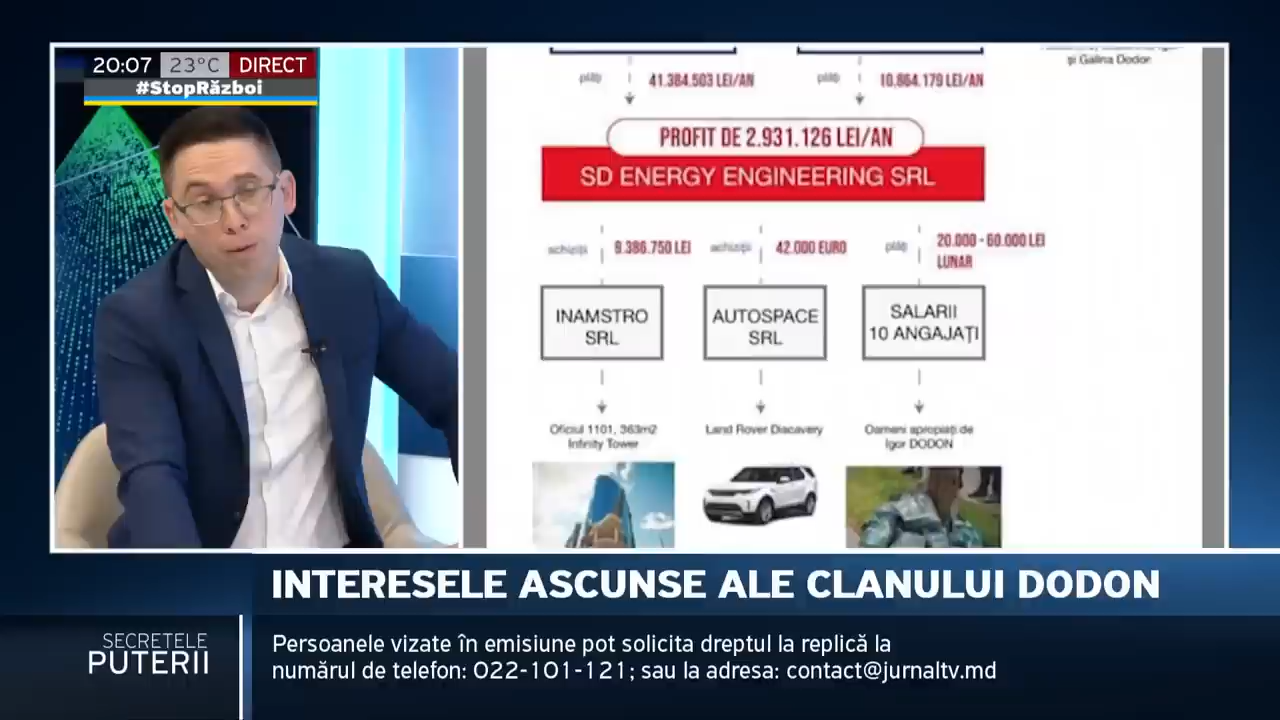 20:07 23°C DIRECT
#StopRăzboi
și Galina Dodon
plăți 41.384.503 LEI/AN plăți 10.864.179 LEI/AN
PROFIT DE 2.931.126 LEI/AN
SD ENERGY ENGINEERING SRL
achiziții 9.386.750 LEI achiziții 42.000 EURO plăți 20.000 - 60.000 LEI
LUNAR
INAMSTRO
SRL
AUTOSPACE
SRL
SALARII
10 ANGAJAȚI
Oficiul 1101, 363m2
Infinity Tower
Land Rover Discavery
Oameni apropiați de
Igor DODON
INTERESELE ASCUNSE ALE CLANULUI DODON
SECRETELE
PUTERII
Persoanele vizate în emisiune pot solicita dreptul la replică la
numărul de telefon: 022-101-121; sau la adresa: contact@jurnaltv.md